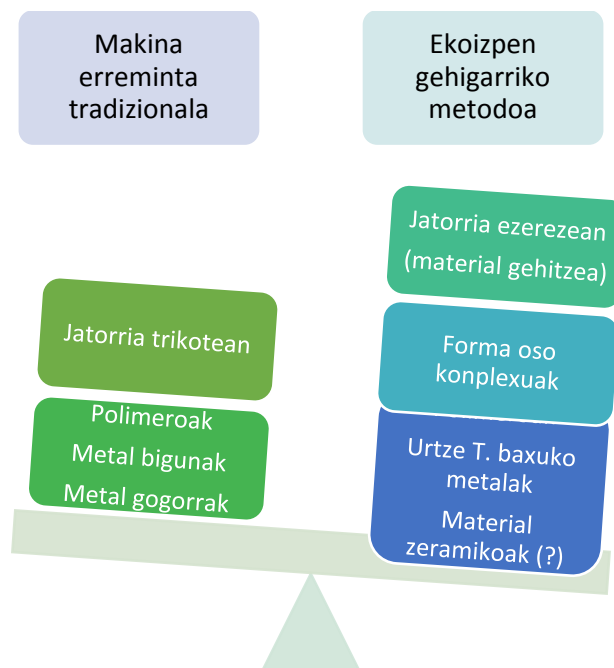 Makina
erreminta
tradizionala
Ekoizpen
gehigarriko
metodoa
Jatorria trikotean
Polimeroak
Metal bigunak
Metal gogorrak
Jatorria ezerezean
(material gehitzea)
Forma oso
konplexuak
Urtze T. baxuko
metalak
Material
zeramikoak (?)